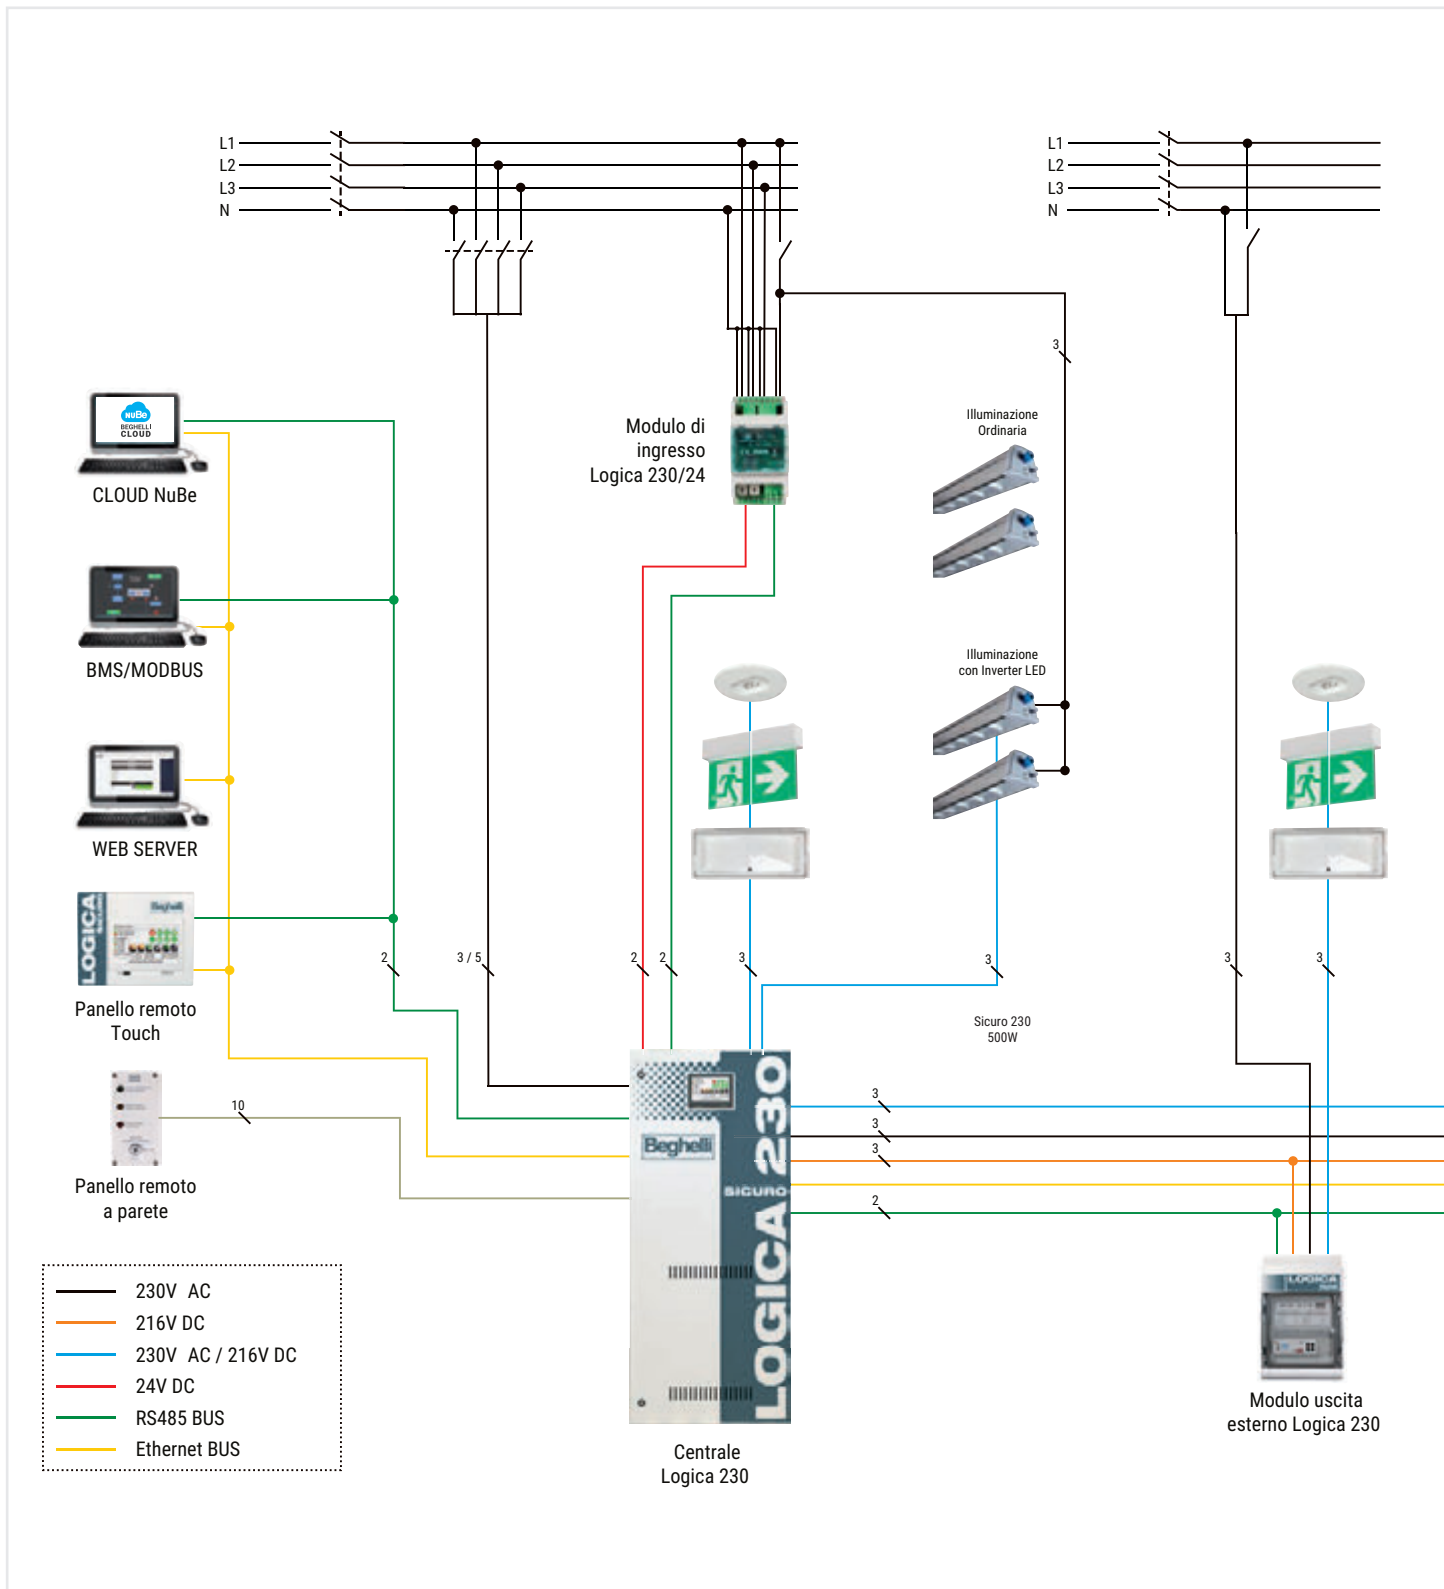 L1
L2
L3
N
L1
L2
L3
N
3
NuBe
BEGHELLI
CLOUD
CLOUD NuBe
Modulo di
ingresso
Logica 230/24
Illuminazione
Ordinaria
BMS/MODBUS
Illuminazione
con Inverter LED
WEB SERVER
LOGICA
SICURO
Beghelli
Panello remoto
Touch
2
3 / 5
2
2
3
3
3
3
Sicuro 230
500W
10
Panello remoto
a parete
Beghelli
SICURO
LOGICA 230
3
3
3
2
230V AC
216V DC
230V AC / 216V DC
24V DC
RS485 BUS
Ethernet BUS
Centrale
Logica 230
LOGICA
Modulo uscita
esterno Logica 230